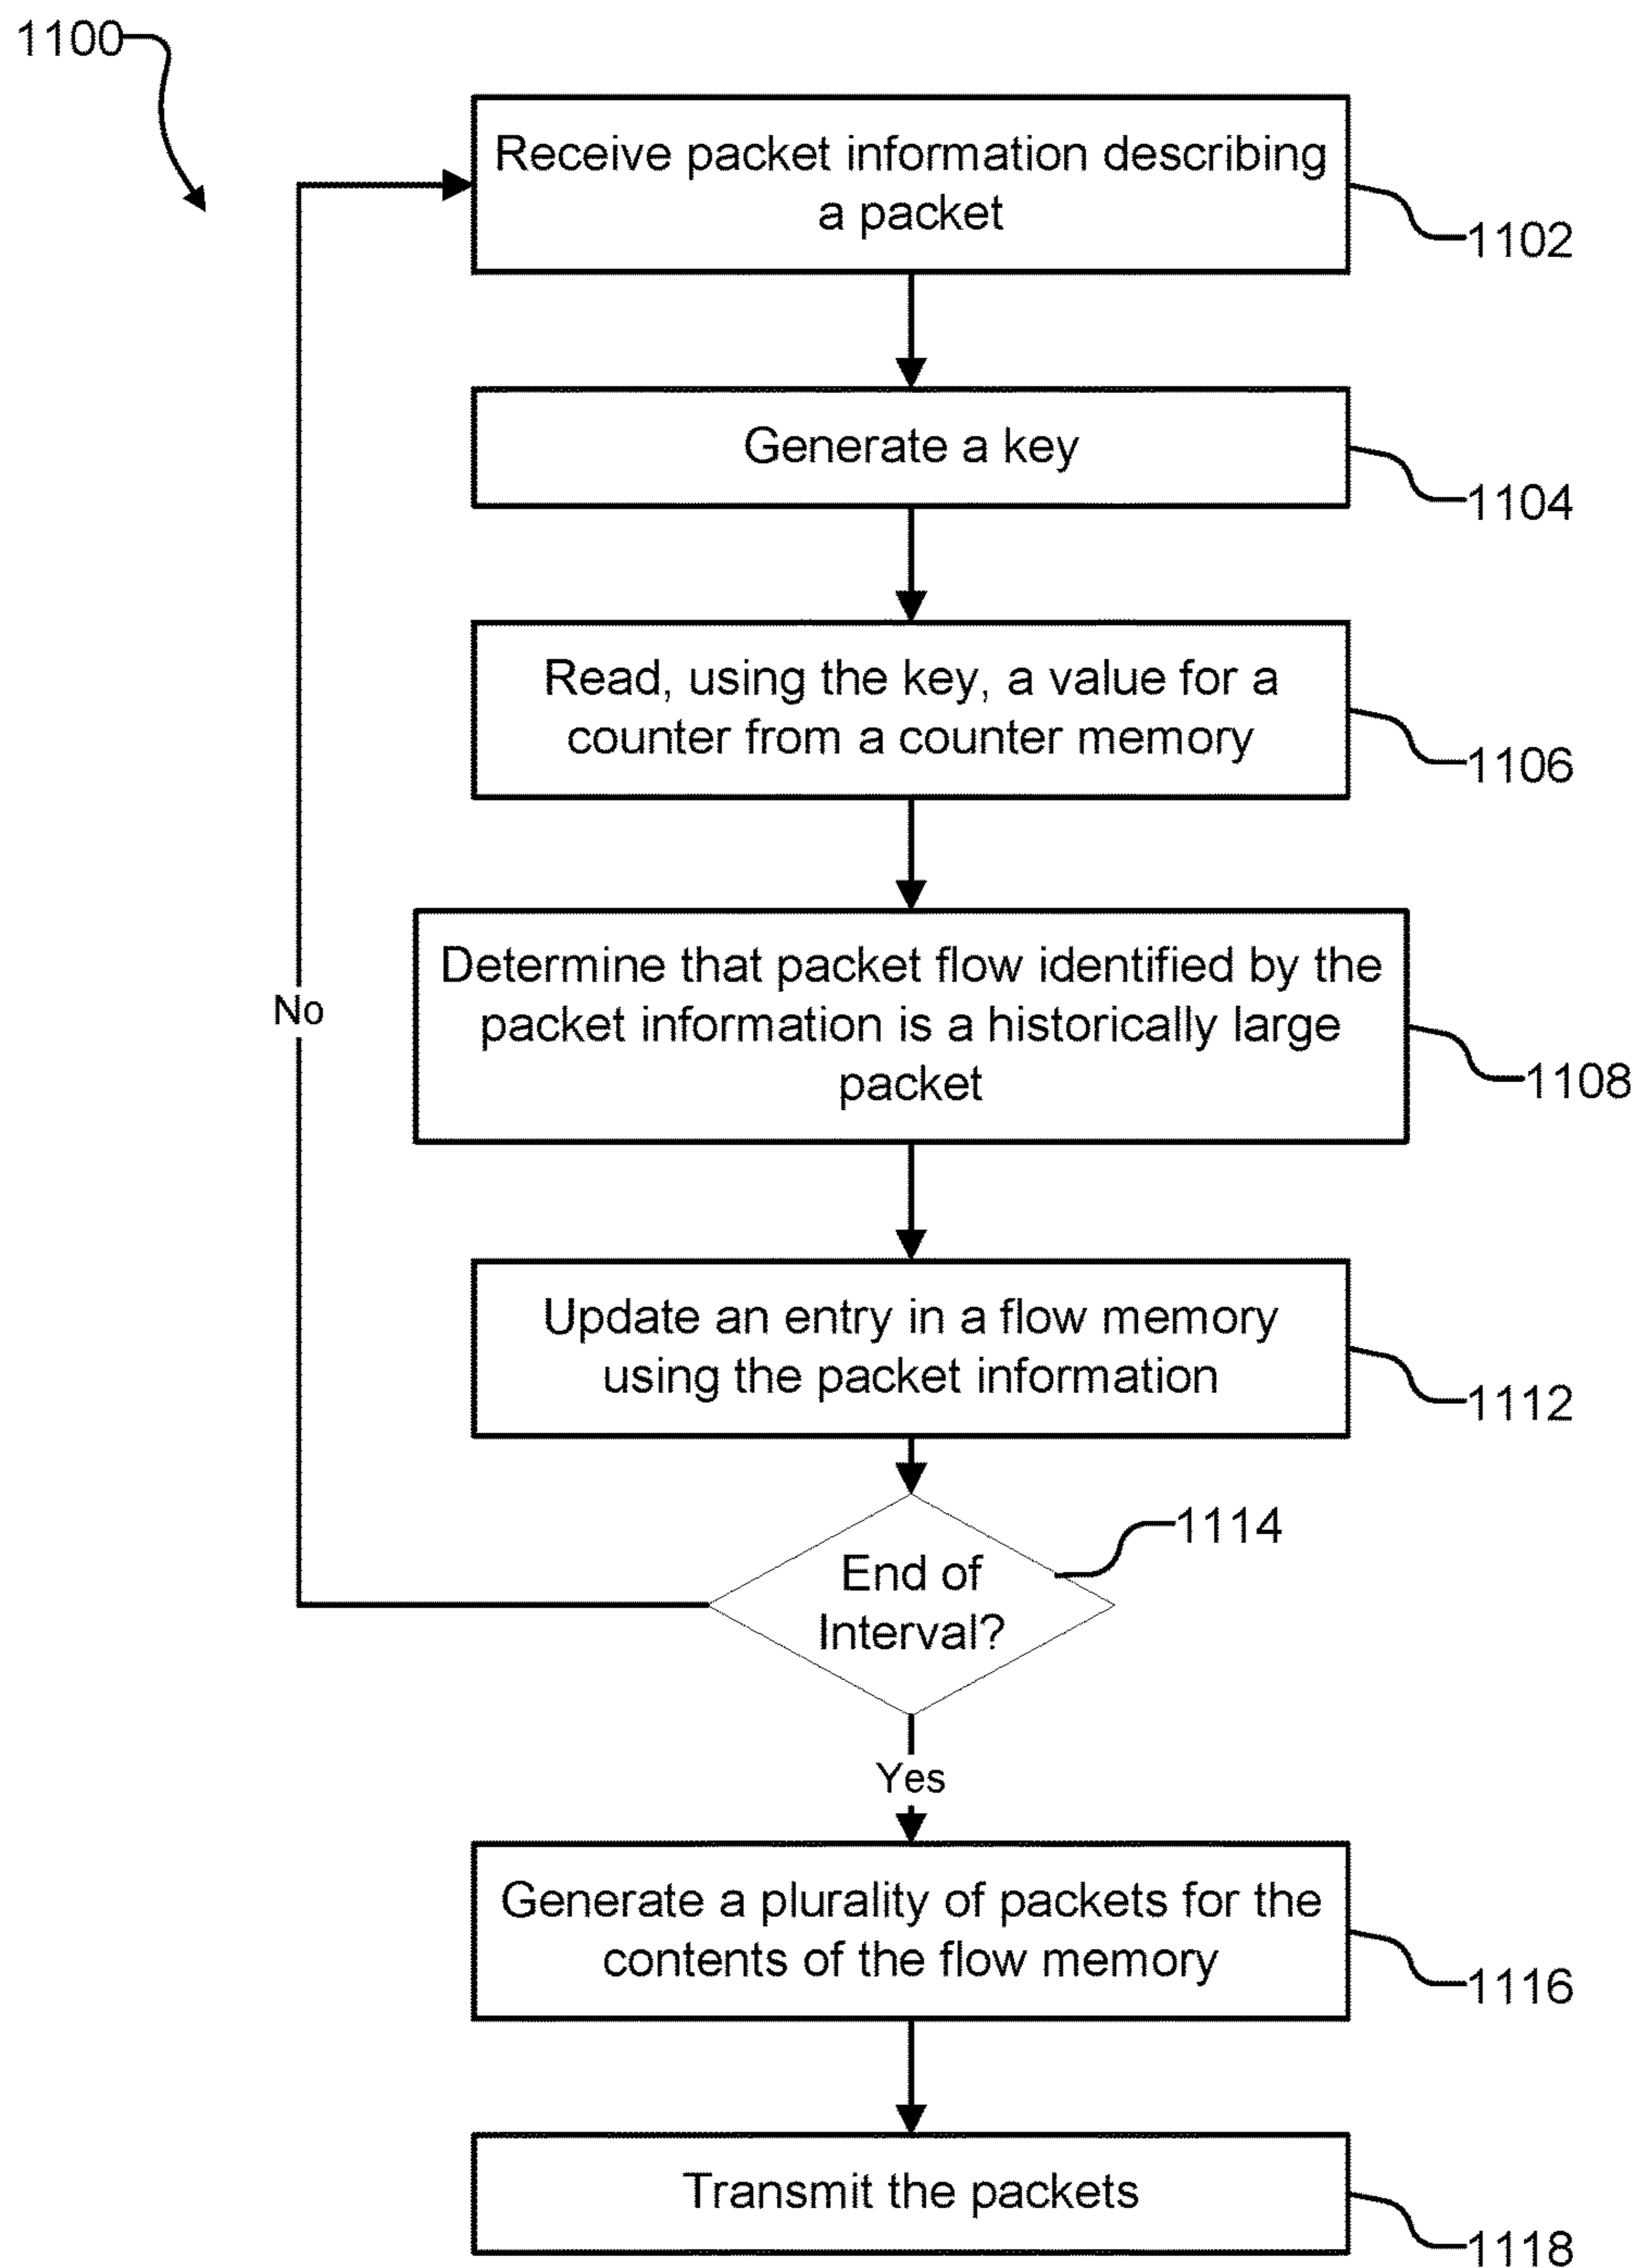 1100
Receive packet information describing
a packet
1102
Generate a key
1104
Read, using the key, a value for a
counter from a counter memory
1106
Determine that packet flow identified by the
packet information is a historically large
packet
No
1108
Update an entry in a flow memory
using the packet information
1112
1114
End of
Interval?
Yes
Generate a plurality of packets for the
contents of the flow memory
1116
Transmit the packets
1118